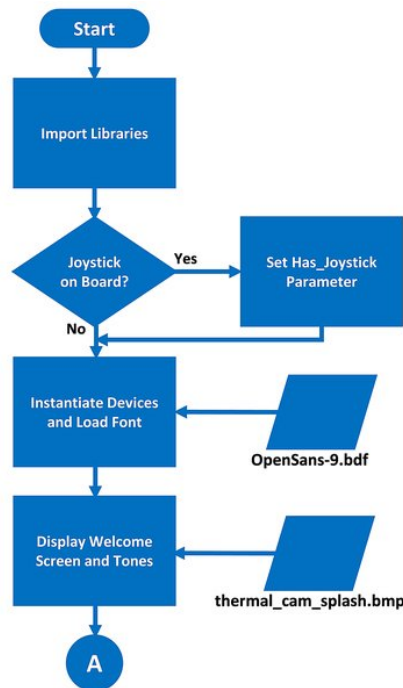 Start
Import Libraries
Joystick
on Board?
Yes
Set Has_Joystick
Parameter
No
Instantiate Devices
and Load Font
OpenSans-9.bdf
Display Welcome
Screen and Tones
thermal_cam_splash.bmp
A